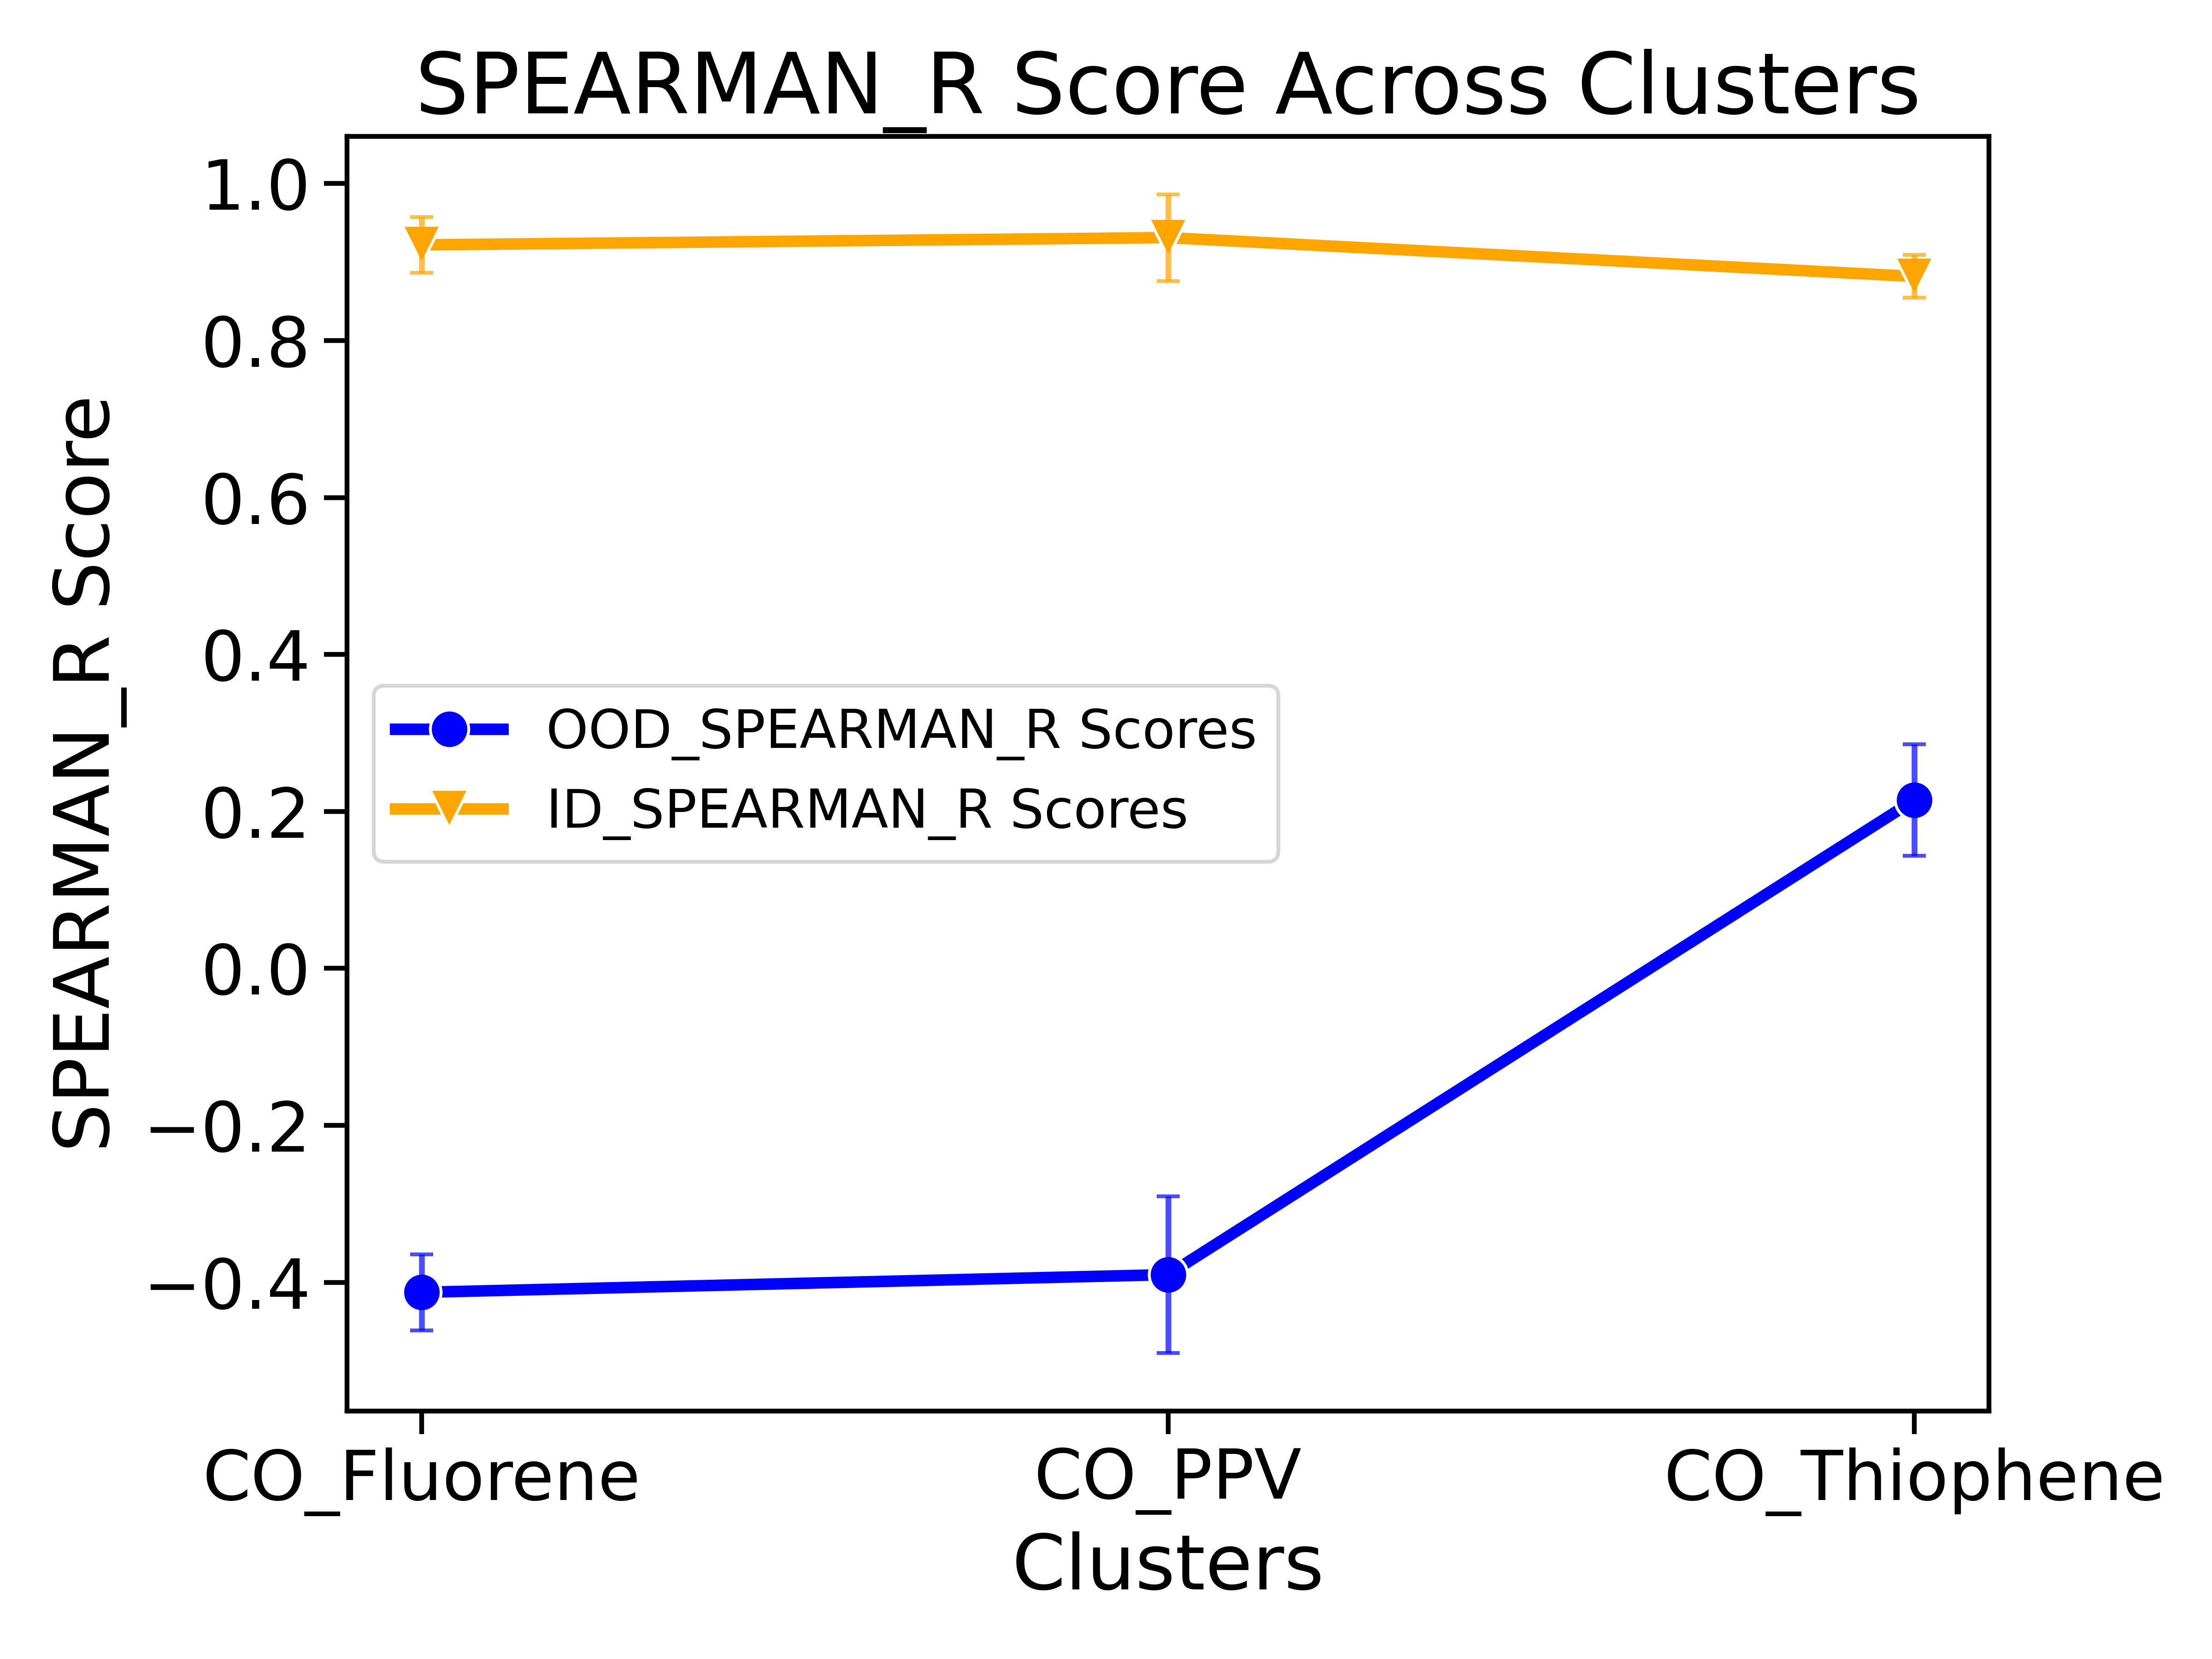 SPEARMAN_R Score Across Clusters
SPEARMAN_R Score
1.0
0.8
0.6
0.4
0.2
0.0
−0.2
−0.4
OOD_SPEARMAN_R Scores
ID_SPEARMAN_R Scores
CO_Fluorene
CO_PPV
CO_Thiophene
Clusters